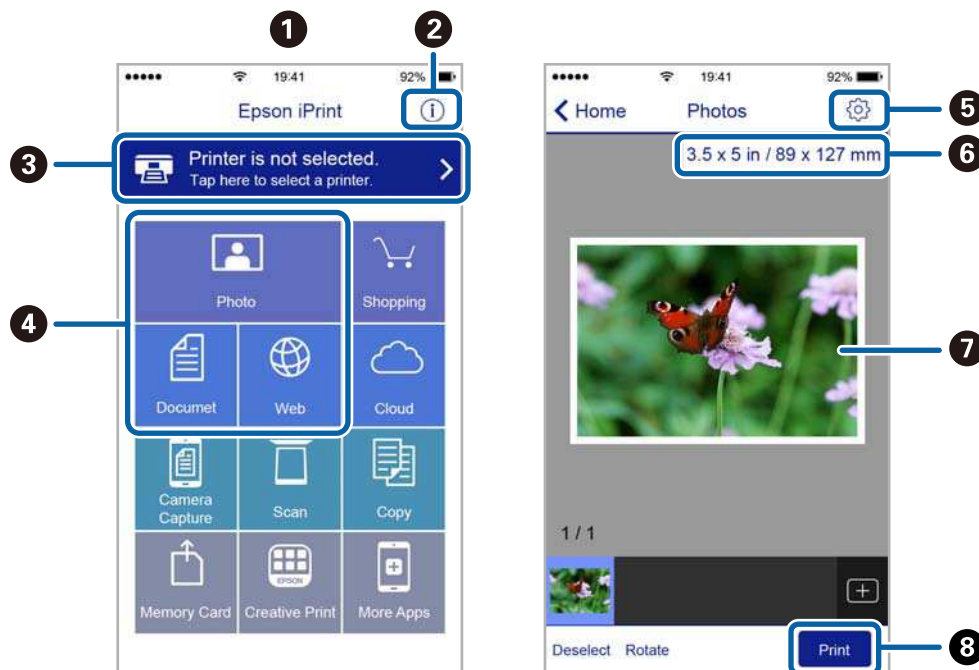 1
2
19:41 92%
Epson iPrint
i
3
Printer is not selected.
Tap here to select a printer.
4
Photo
Shopping
Documet
Web
Cloud
Camera
Capture
Scan
Copy
EPSON
Memory Card
Creative Print
More Apps
19:41 92%
Home
Photos
5
3.5 x 5 in / 89 x 127 mm
6
7
1 / 1
Deselect
Rotate
Print
8